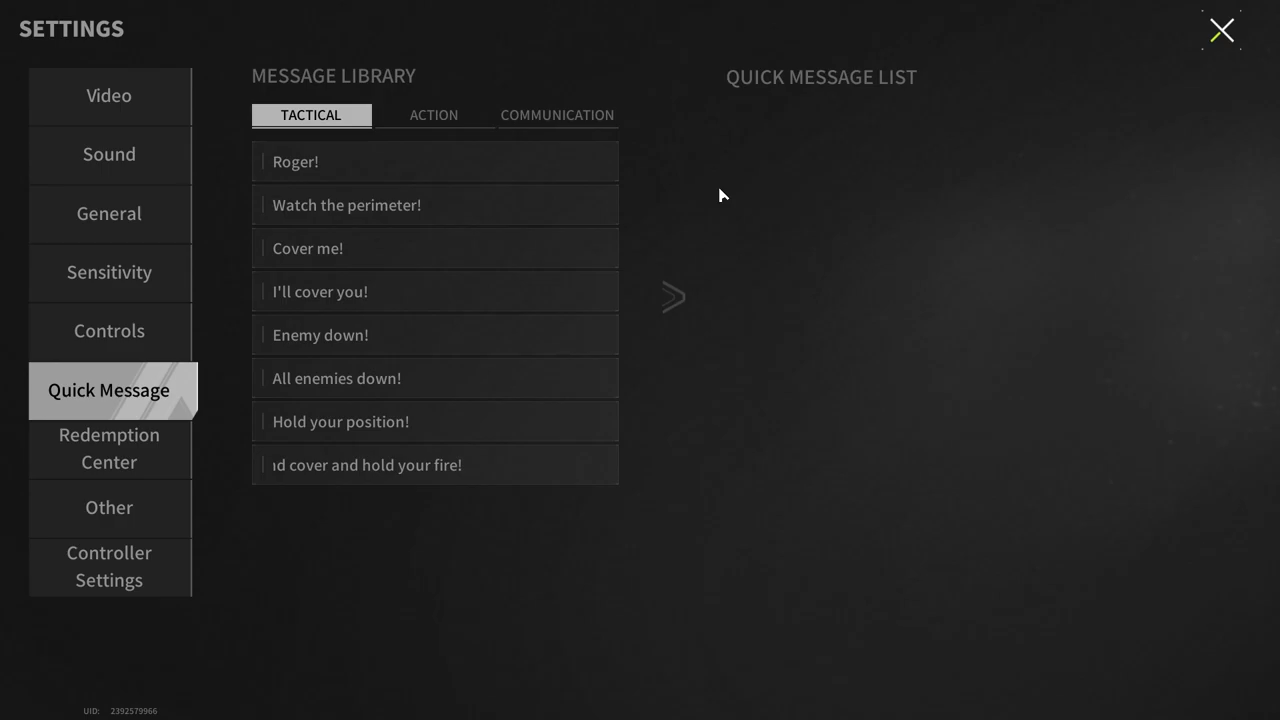 SETTINGS
Video
Sound
General
Sensitivity
Controls
Quick Message
Redemption
Center
Other
Controller
Settings
MESSAGE LIBRARY
TACTICAL ACTION COMMUNICATION
Roger!
Watch the perimeter!
Cover me!
I'll cover you!
Enemy down!
All enemies down!
Hold your position!
cover and hold your fire!
QUICK MESSAGE LIST
UID: 2392579966